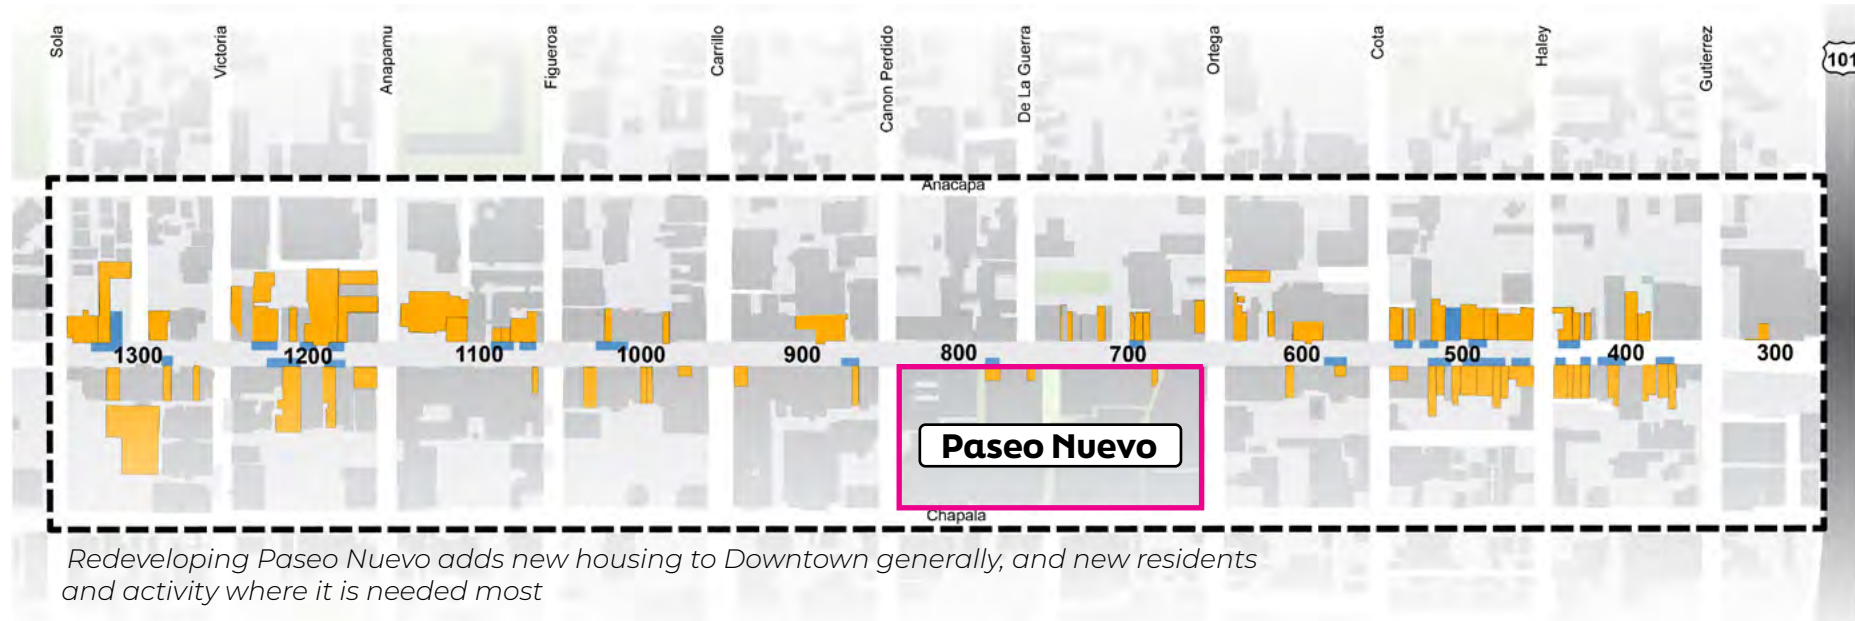 Sola
Victoria
Anapamu
Figueroa
Carrillo
Canon Perdido
De La Guerra
Ortega
Cota
Haley
Gutierrez
101
Anacapa
1300
1200
1100
1000
900
800
700
600
500
400
300
Paseo Nuevo
Chapala
Redeveloping Paseo Nuevo adds new housing to Downtown generally, and new residents
and activity where it is needed most